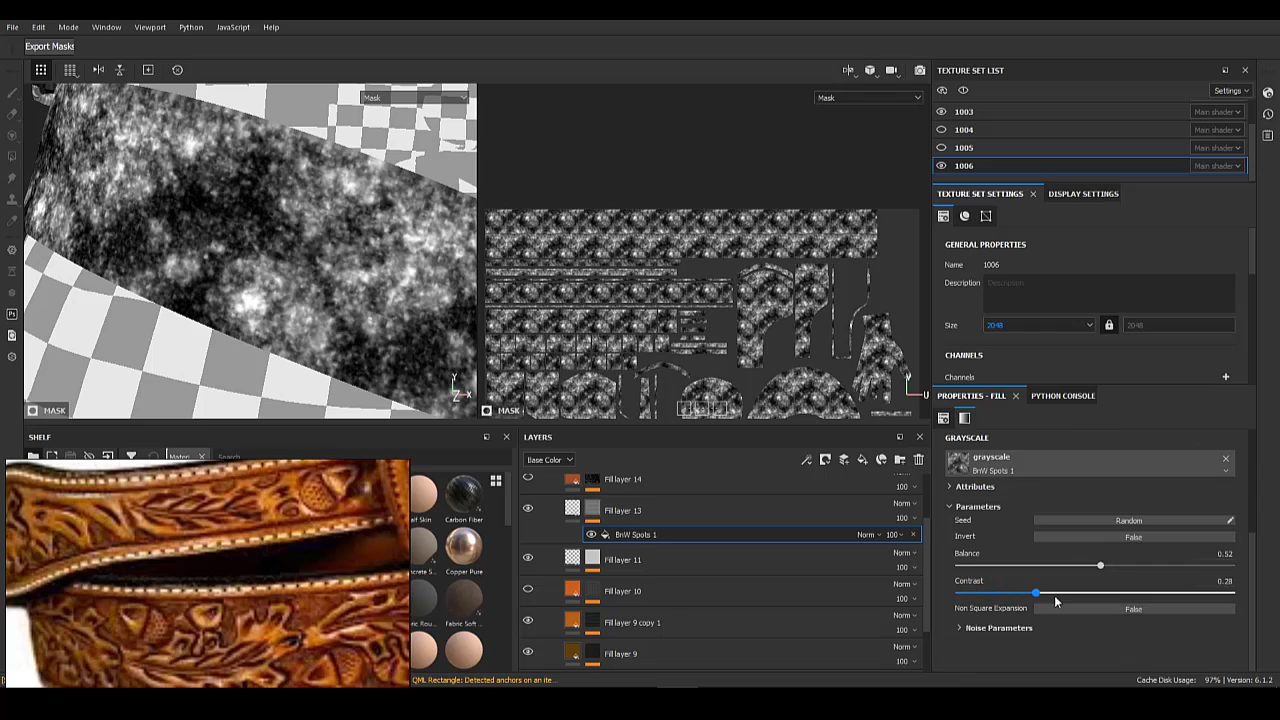 File Edit Mode Window Viewport Python JavaScript Help
Export Masks
Mask
Mask
MASK
MASK
Y
Z X
U
TEXTURE SET LIST
Settings
1003 Main shader
1004 Main shader
1005 Main shader
1006 Main shader
TEXTURE SET SETTINGS
DISPLAY SETTINGS
GENERAL PROPERTIES
Name 1006
Description Description
Size 2048 2048
CHANNELS
Channels
SHELF
Materi... Search...
Carbon Fiber
Copper Pure
Fabric Soft ...
LAYERS
Base Color
Fill layer 14
100
Norm
Fill layer 13
100
BnW Spots 1 Norm 100
Norm
Fill layer 11
100
Norm
Fill layer 10
100
Norm
Fill layer 9 copy 1
100
Norm
Fill layer 9
100
PROPERTIES - FILL
PYTHON CONSOLE
GRAYSCALE
grayscale
BnW Spots 1
Attributes
Parameters
Seed Random
Invert False
Balance 0.52
Contrast 0.28
Non Square Expansion False
Noise Parameters
QML Rectangle: Detected anchors on an ite...
Cache Disk Usage: 97% | Version: 6.1.2